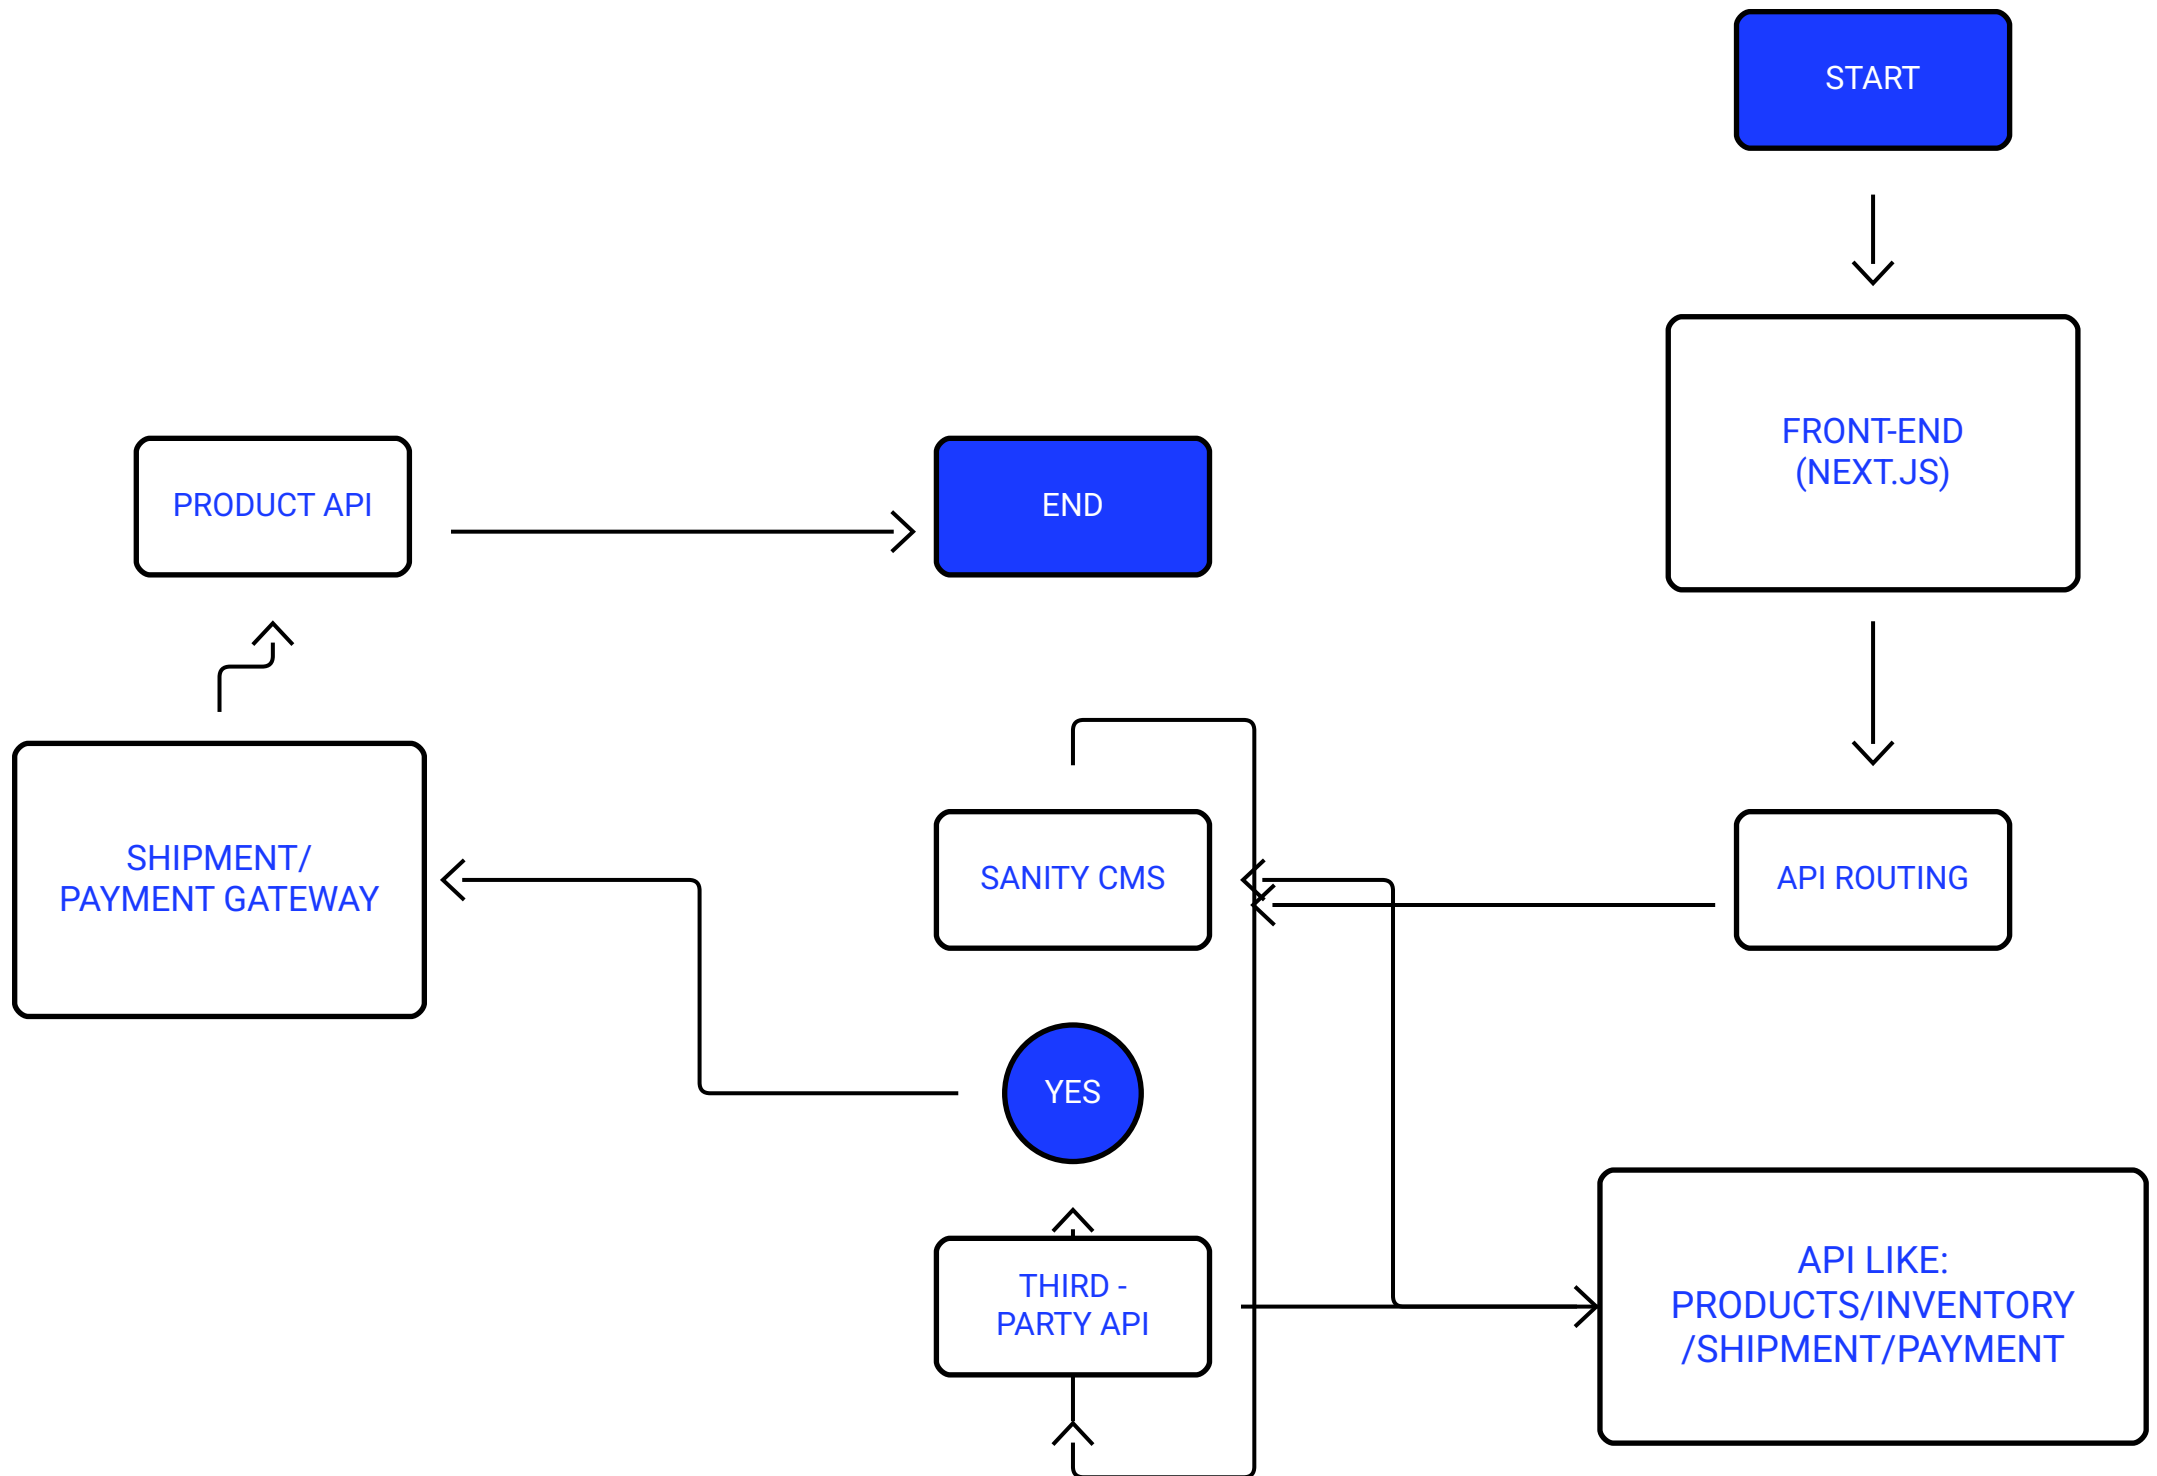 START
FRONT-END
(NEXT.JS)
PRODUCT API
END
SHIPMENT/
PAYMENT GATEWAY
SANITY CMS
API ROUTING
YES
THIRD -
PARTY API
API LIKE:
PRODUCTS/INVENTORY
/SHIPMENT/PAYMENT